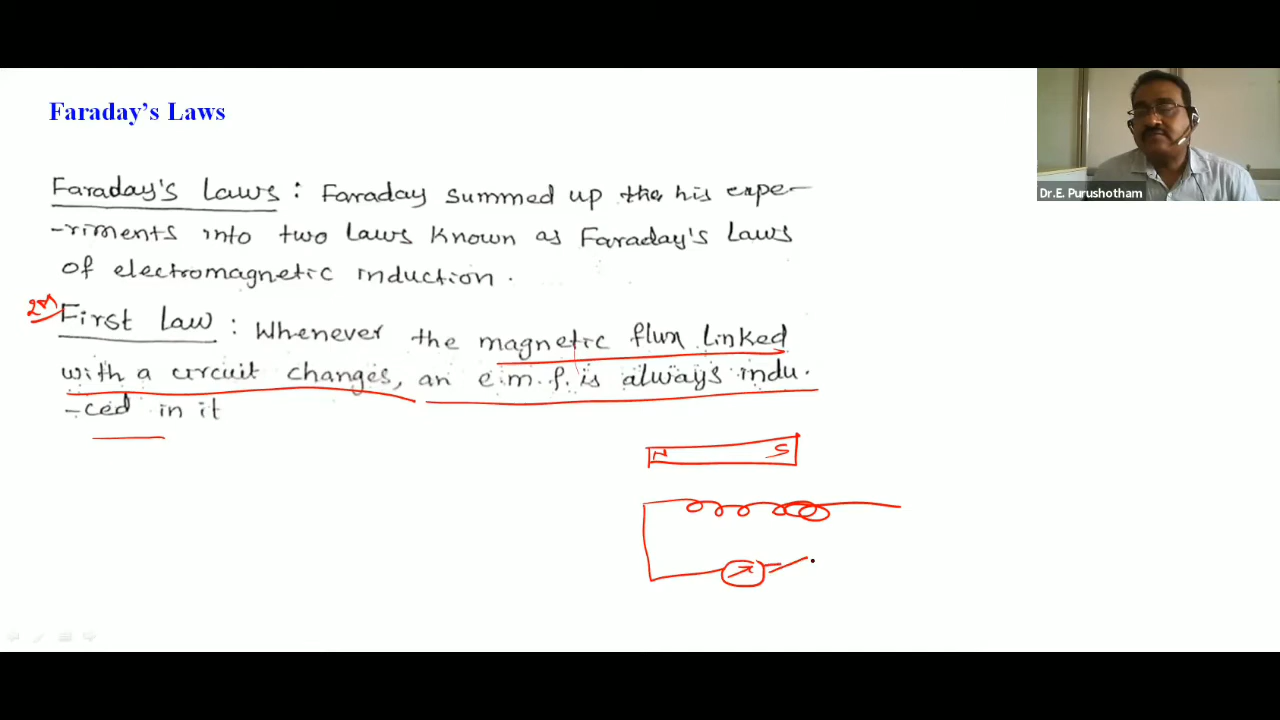 Faraday's Laws
Dr.E. Purushotham
Faraday's Laws : Faraday summed up the his expe-
-riments into two laws known as Faraday's laws
of electromagnetic induction.
2M
First Law : Whenever the magnetic flux linked
with a circuit changes, an e.m.f. is always indu.
-ced in it
N S